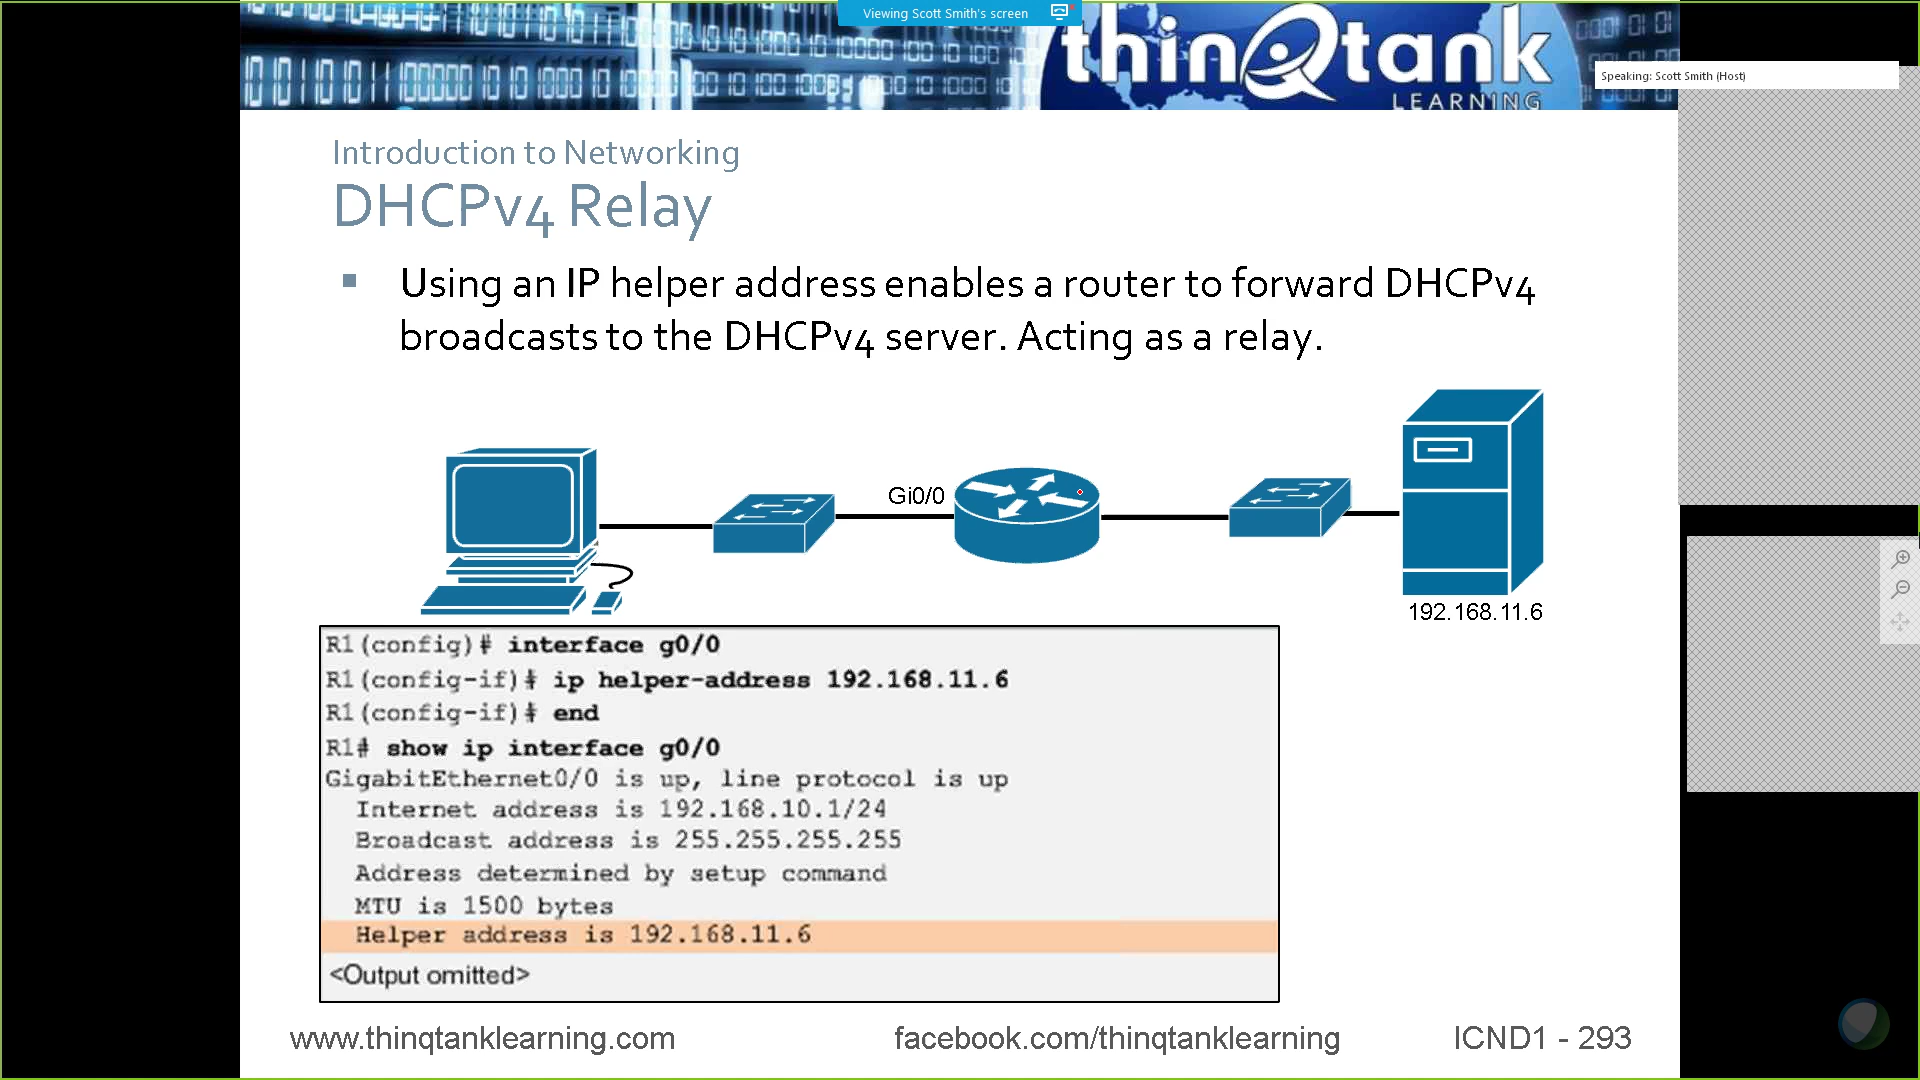 Viewing Scott Smith's screen
thinQtank
LEARNING
Speaking: Scott Smith (Host)
Introduction to Networking
DHCPv4 Relay
Using an IP helper address enables a router to forward DHCPv4
broadcasts to the DHCPv4 server. Acting as a relay.
Gi0/0
192.168.11.6
R1(config)# interface g0/0
R1(config-if)# ip helper-address 192.168.11.6
R1(config-if)# end
R1# show ip interface g0/0
GigabitEthernet0/0 is up, line protocol is up
Internet address is 192.168.10.1/24
Broadcast address is 255.255.255.255
Address determined by setup command
MTU is 1500 bytes
Helper address is 192.168.11.6
<Output omitted>
www.thinqtanklearning.com
facebook.com/thinqtanklearning
ICND1 - 293